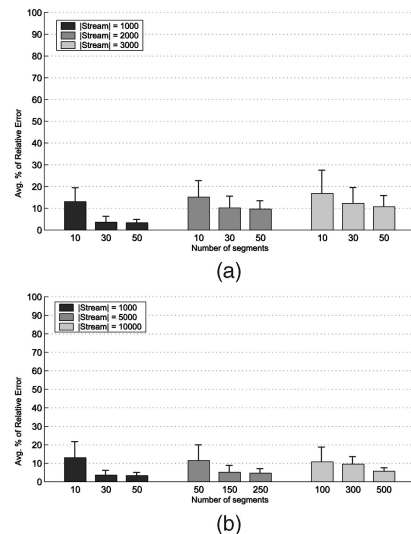 100
90
80
70
60
50
40
30
20
10
0
Avg. % of Relative Error
|Stream| = 1000
|Stream| = 2000
|Stream| = 3000
10 30 50 10 30 50 10 30 50
Number of segments
(a)
100
90
80
70
60
50
40
30
20
10
0
Avg. % of Relative Error
|Stream| = 1000
|Stream| = 5000
|Stream| = 10000
10 30 50 50 150 250 100 300 500
Number of segments
(b)